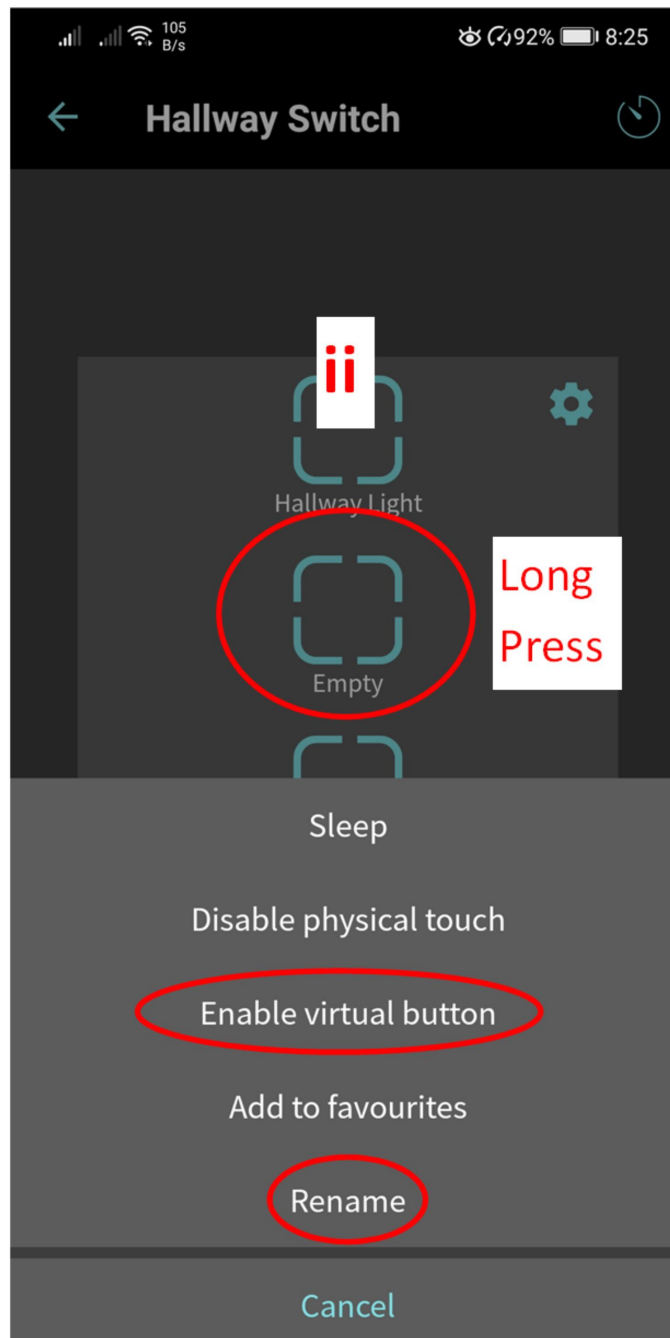 105
B/s
92%
8:25
Hallway Switch
ii
Hallway Light
Long
Press
Empty
Sleep
Disable physical touch
Enable virtual button
Add to favourites
Rename
Cancel